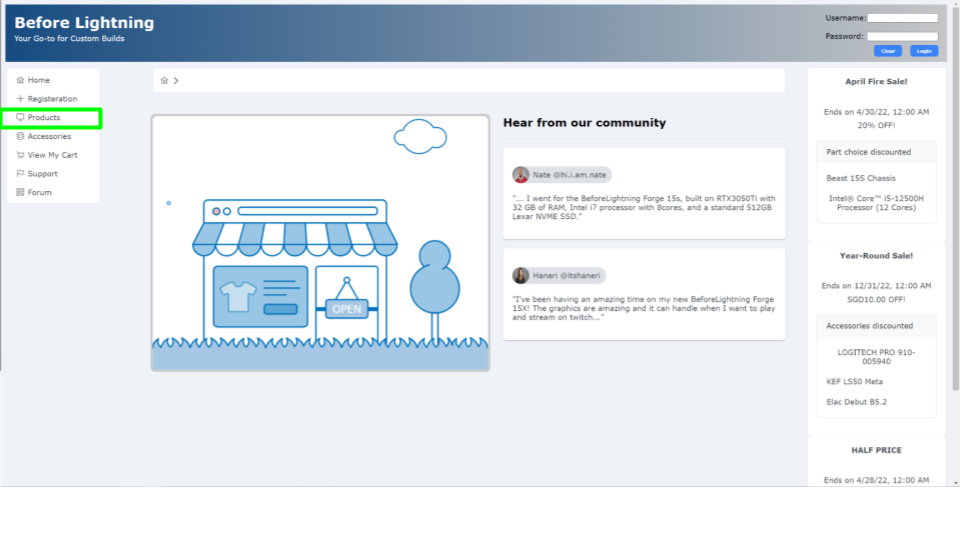 Before Lightning
Your Go-to for Custom Builds
Username:
Password:
Clear
Login
Home
Registeration
Products
Accessories
View My Cart
Support
Forum
OPEN
Hear from our community
Nate @hi.i.am.nate
"... I went for the BeforeLightning Forge 15s, built on RTX3050Ti with
32 GB of RAM, Intel i7 processor with 8cores, and a standard 512GB
Lexar NVME SSD."
Haneri @itshaneri
"I've been having an amazing time on my new BeforeLightning Forge
15X! The graphics are amazing and it can handle when I want to play
and stream on twitch..."
April Fire Sale!
Ends on 4/30/22, 12:00 AM
20% OFF!
Part choice discounted
Beast 15S Chassis
Intel® Core™ i5-12500H
Processor (12 Cores)
Year-Round Sale!
Ends on 12/31/22, 12:00 AM
SGD10.00 OFF!
Accessories discounted
LOGITECH PRO 910-
005940
KEF LS50 Meta
Elac Debut B5.2
HALF PRICE
Ends on 4/28/22, 12:00 AM